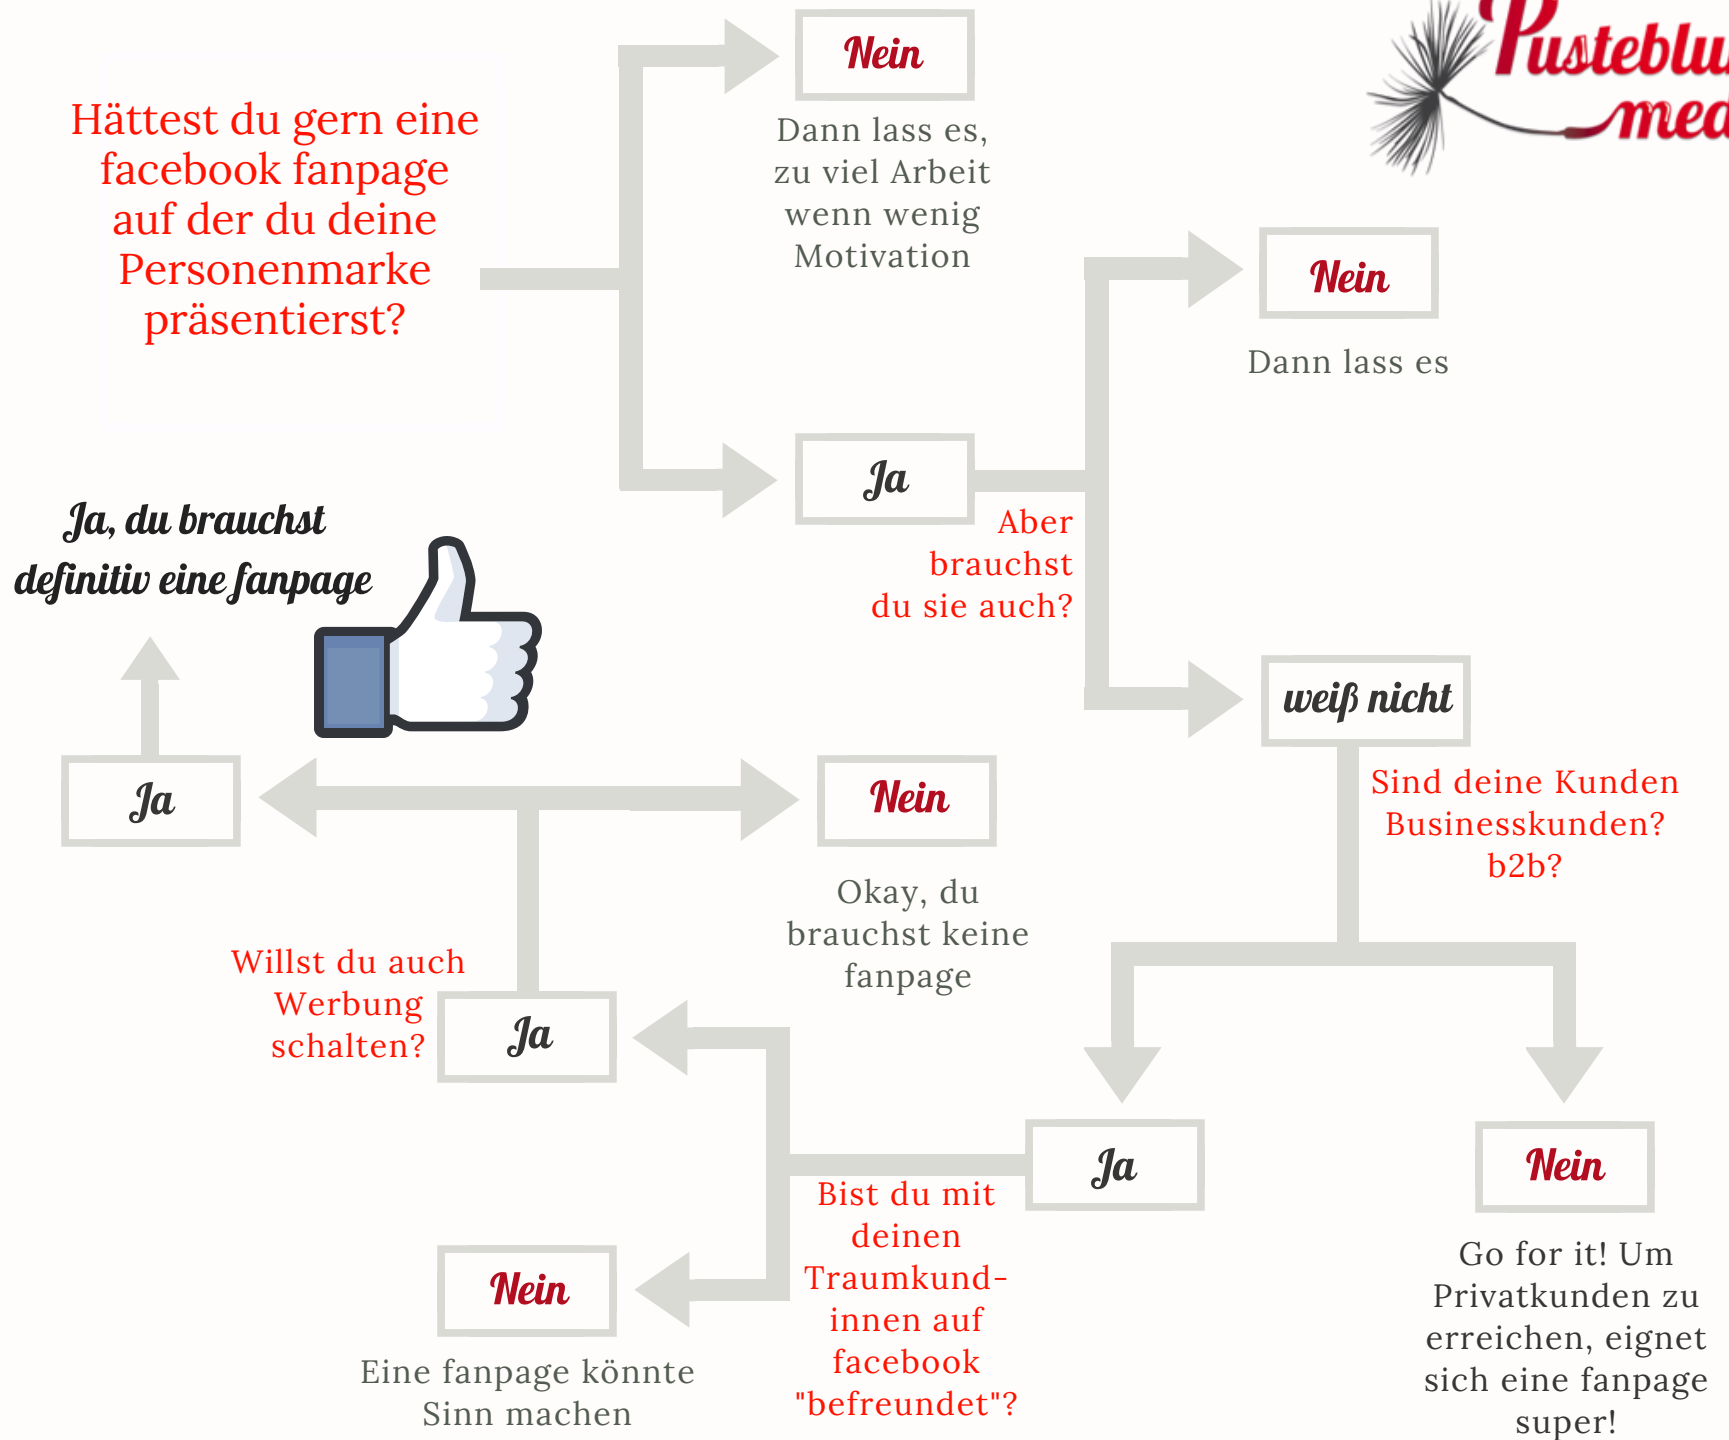 Hättest du gern eine
facebook fanpage
auf der du deine
Personenmarke
präsentierst?
Nein
Dann lass es,
zu viel Arbeit
wenn wenig
Motivation
Nein
Dann lass es
Ja
Aber
brauchst
du sie auch?
weiß nicht
Sind deine Kunden
Businesskunden?
b2b?
Ja
Nein
Go for it! Um
Privatkunden zu
erreichen, eignet
sich eine fanpage
super!
Bist du mit
deinen
Traumkund-
innen auf
facebook
"befreundet"?
Nein
Eine fanpage könnte
Sinn machen
Ja
Willst du auch
Werbung
schalten?
Nein
Okay, du
brauchst keine
fanpage
Ja
Ja, du brauchst
definitiv eine fanpage